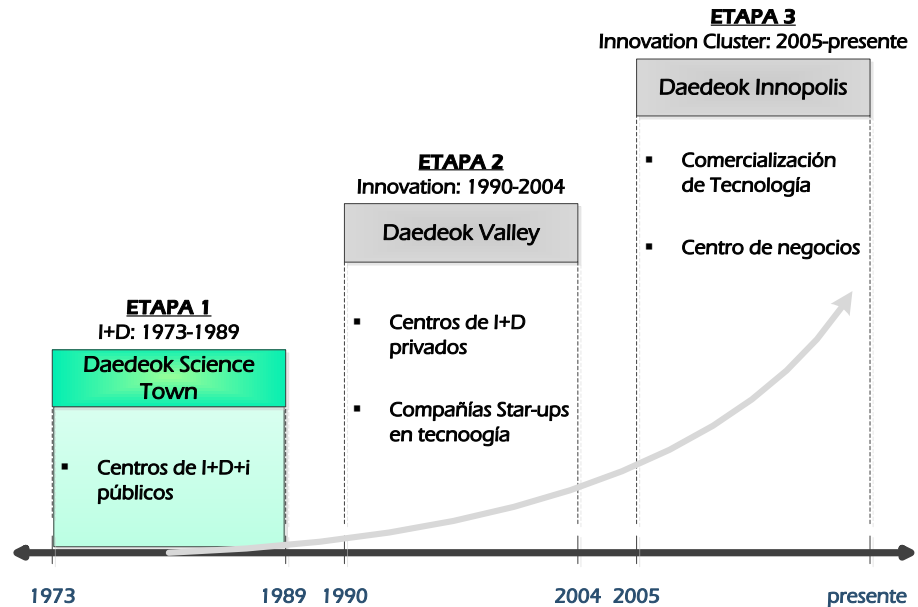 ETAPA 3
Innovation Cluster: 2005-presente
Daedeok Innopolis
▪ Comercialización
de Tecnología
▪ Centro de negocios
ETAPA 2
Innovation: 1990-2004
Daedeok Valley
▪ Centros de I+D
privados
▪ Compañías Star-ups
en tecnoogía
ETAPA 1
I+D: 1973-1989
Daedeok Science
Town
▪ Centros de I+D+i
públicos
1973 1989 1990 2004 2005 presente